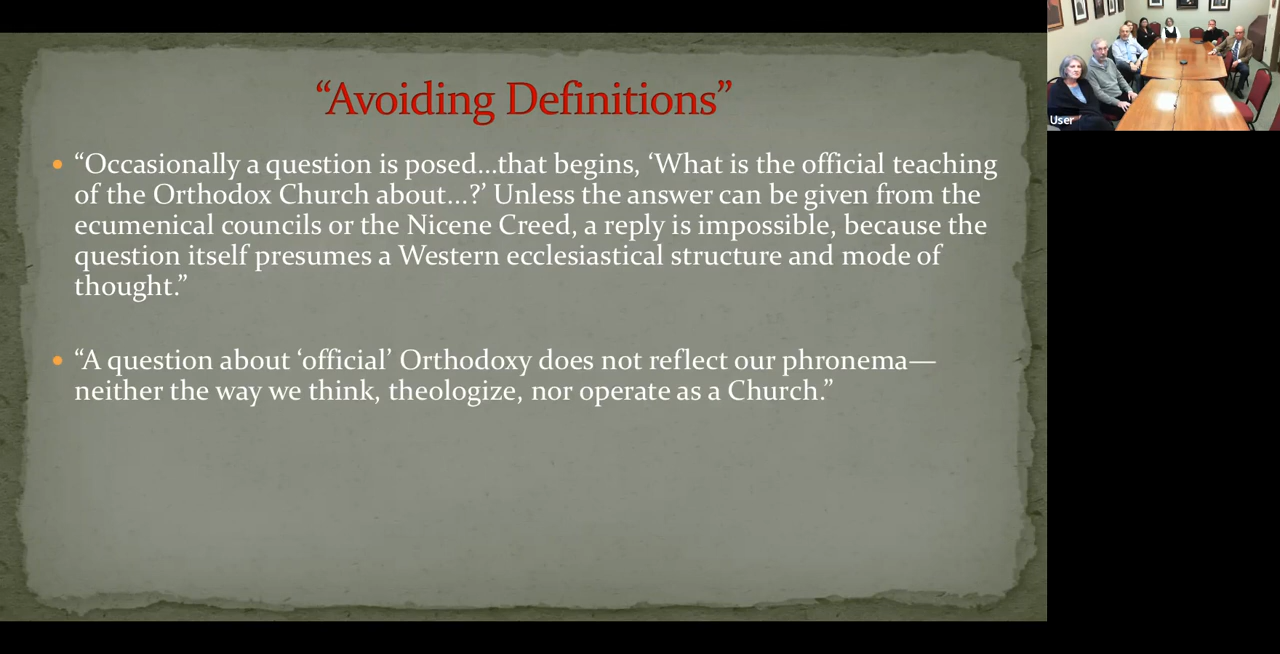 “Avoiding Definitions”
“Occasionally a question is posed...that begins, ‘What is the official teaching
of the Orthodox Church about...?’ Unless the answer can be given from the
ecumenical councils or the Nicene Creed, a reply is impossible, because the
question itself presumes a Western ecclesiastical structure and mode of
thought.”
“A question about ‘official’ Orthodoxy does not reflect our phronema—
neither the way we think, theologize, nor operate as a Church.”
User